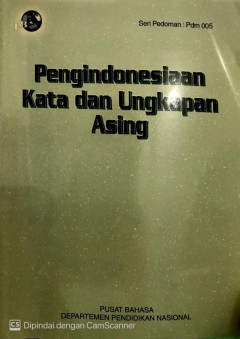 Seri Pedoman : Pdm 005
Pengindonesiaan
Kata dan Ungkapan
Asing
PUSAT BAHASA
DEPARTEMEN PENDIDIKAN NASIONAL
CS Dipindai dengan CamScanner